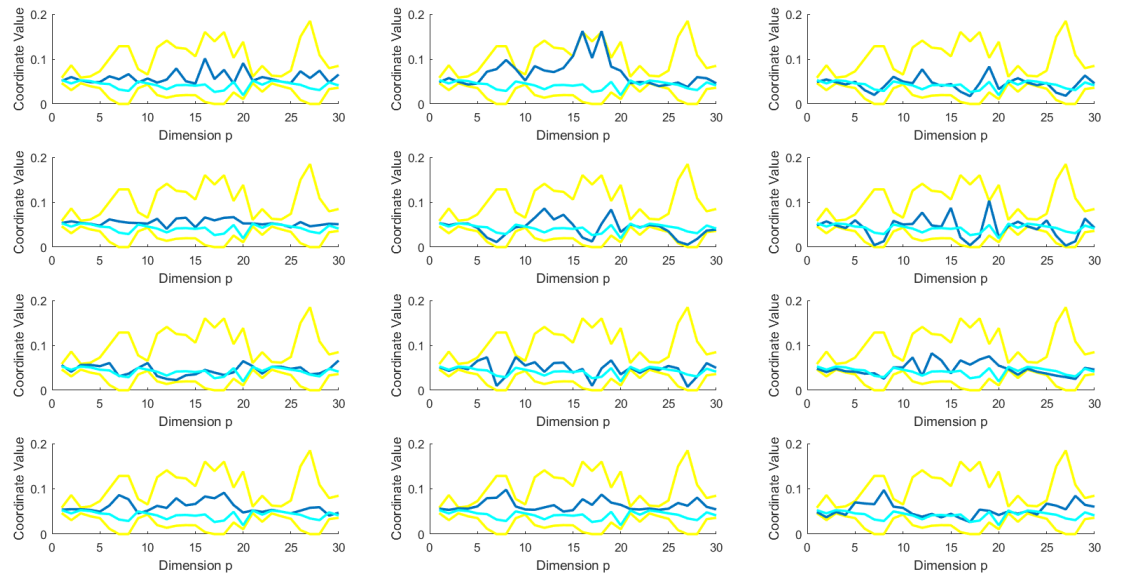 0.2 0.2 0.2
Coordinate Value Coordinate Value Coordinate Value
0.1 0.1 0.1
0 0 0
0 5 10 15 20 25 30 0 5 10 15 20 25 30 0 5 10 15 20 25 30
Dimension p Dimension p Dimension p
0.2 0.2 0.2
Coordinate Value Coordinate Value Coordinate Value
0.1 0.1 0.1
0 0 0
0 5 10 15 20 25 30 0 5 10 15 20 25 30 0 5 10 15 20 25 30
Dimension p Dimension p Dimension p
0.2 0.2 0.2
Coordinate Value Coordinate Value Coordinate Value
0.1 0.1 0.1
0 0 0
0 5 10 15 20 25 30 0 5 10 15 20 25 30 0 5 10 15 20 25 30
Dimension p Dimension p Dimension p
0.2 0.2 0.2
Coordinate Value Coordinate Value Coordinate Value
0.1 0.1 0.1
0 0 0
0 5 10 15 20 25 30 0 5 10 15 20 25 30 0 5 10 15 20 25 30
Dimension p Dimension p Dimension p